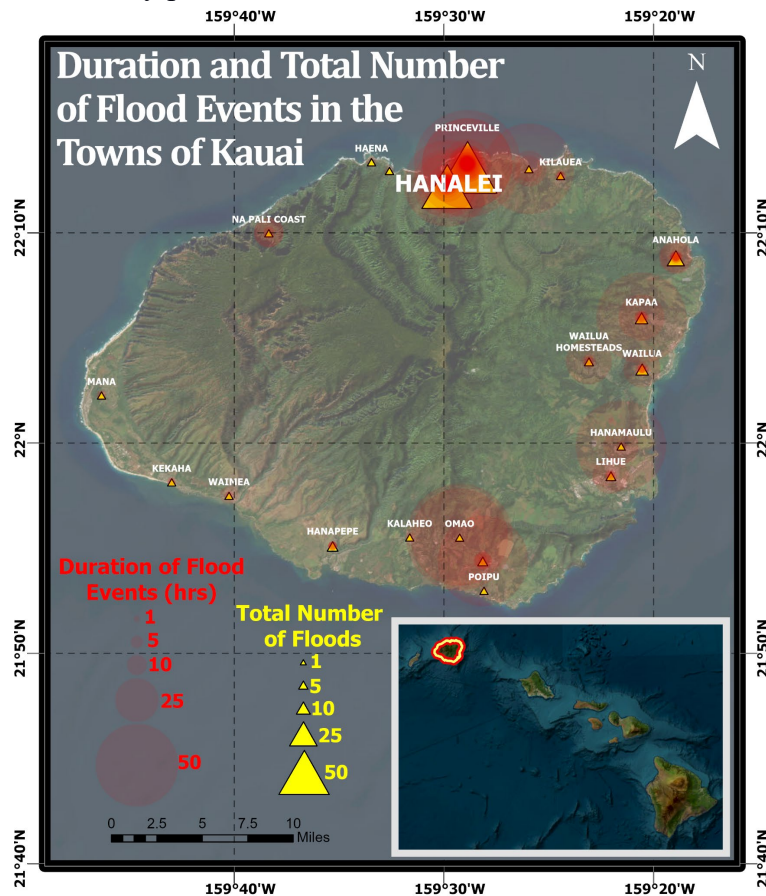 159°40'W 159°30'W 159°20'W
Duration and Total Number
of Flood Events in the
Towns of Kauai
N
PRINCEVILLE
HAENA
KILAUEA
HANALEI
NA PALI COAST
22°10'N 22°10'N
ANAHOLA
KAPAA
WAILUA
HOMESTEADS
WAILUA
MANA
HANAMAULU
22°N 22°N
LIHUE
KEKAHA
WAIMEA
HANAPEPE
KALAHEO
OMAO
POIPU
Duration of Flood
Events (hrs)
1
5
10
25
50
Total Number
of Floods
1
5
10
25
50
21°50'N 21°50'N
0 2.5 5 7.5 10
Miles
21°40'N 21°40'N
159°40'W 159°30'W 159°20'W